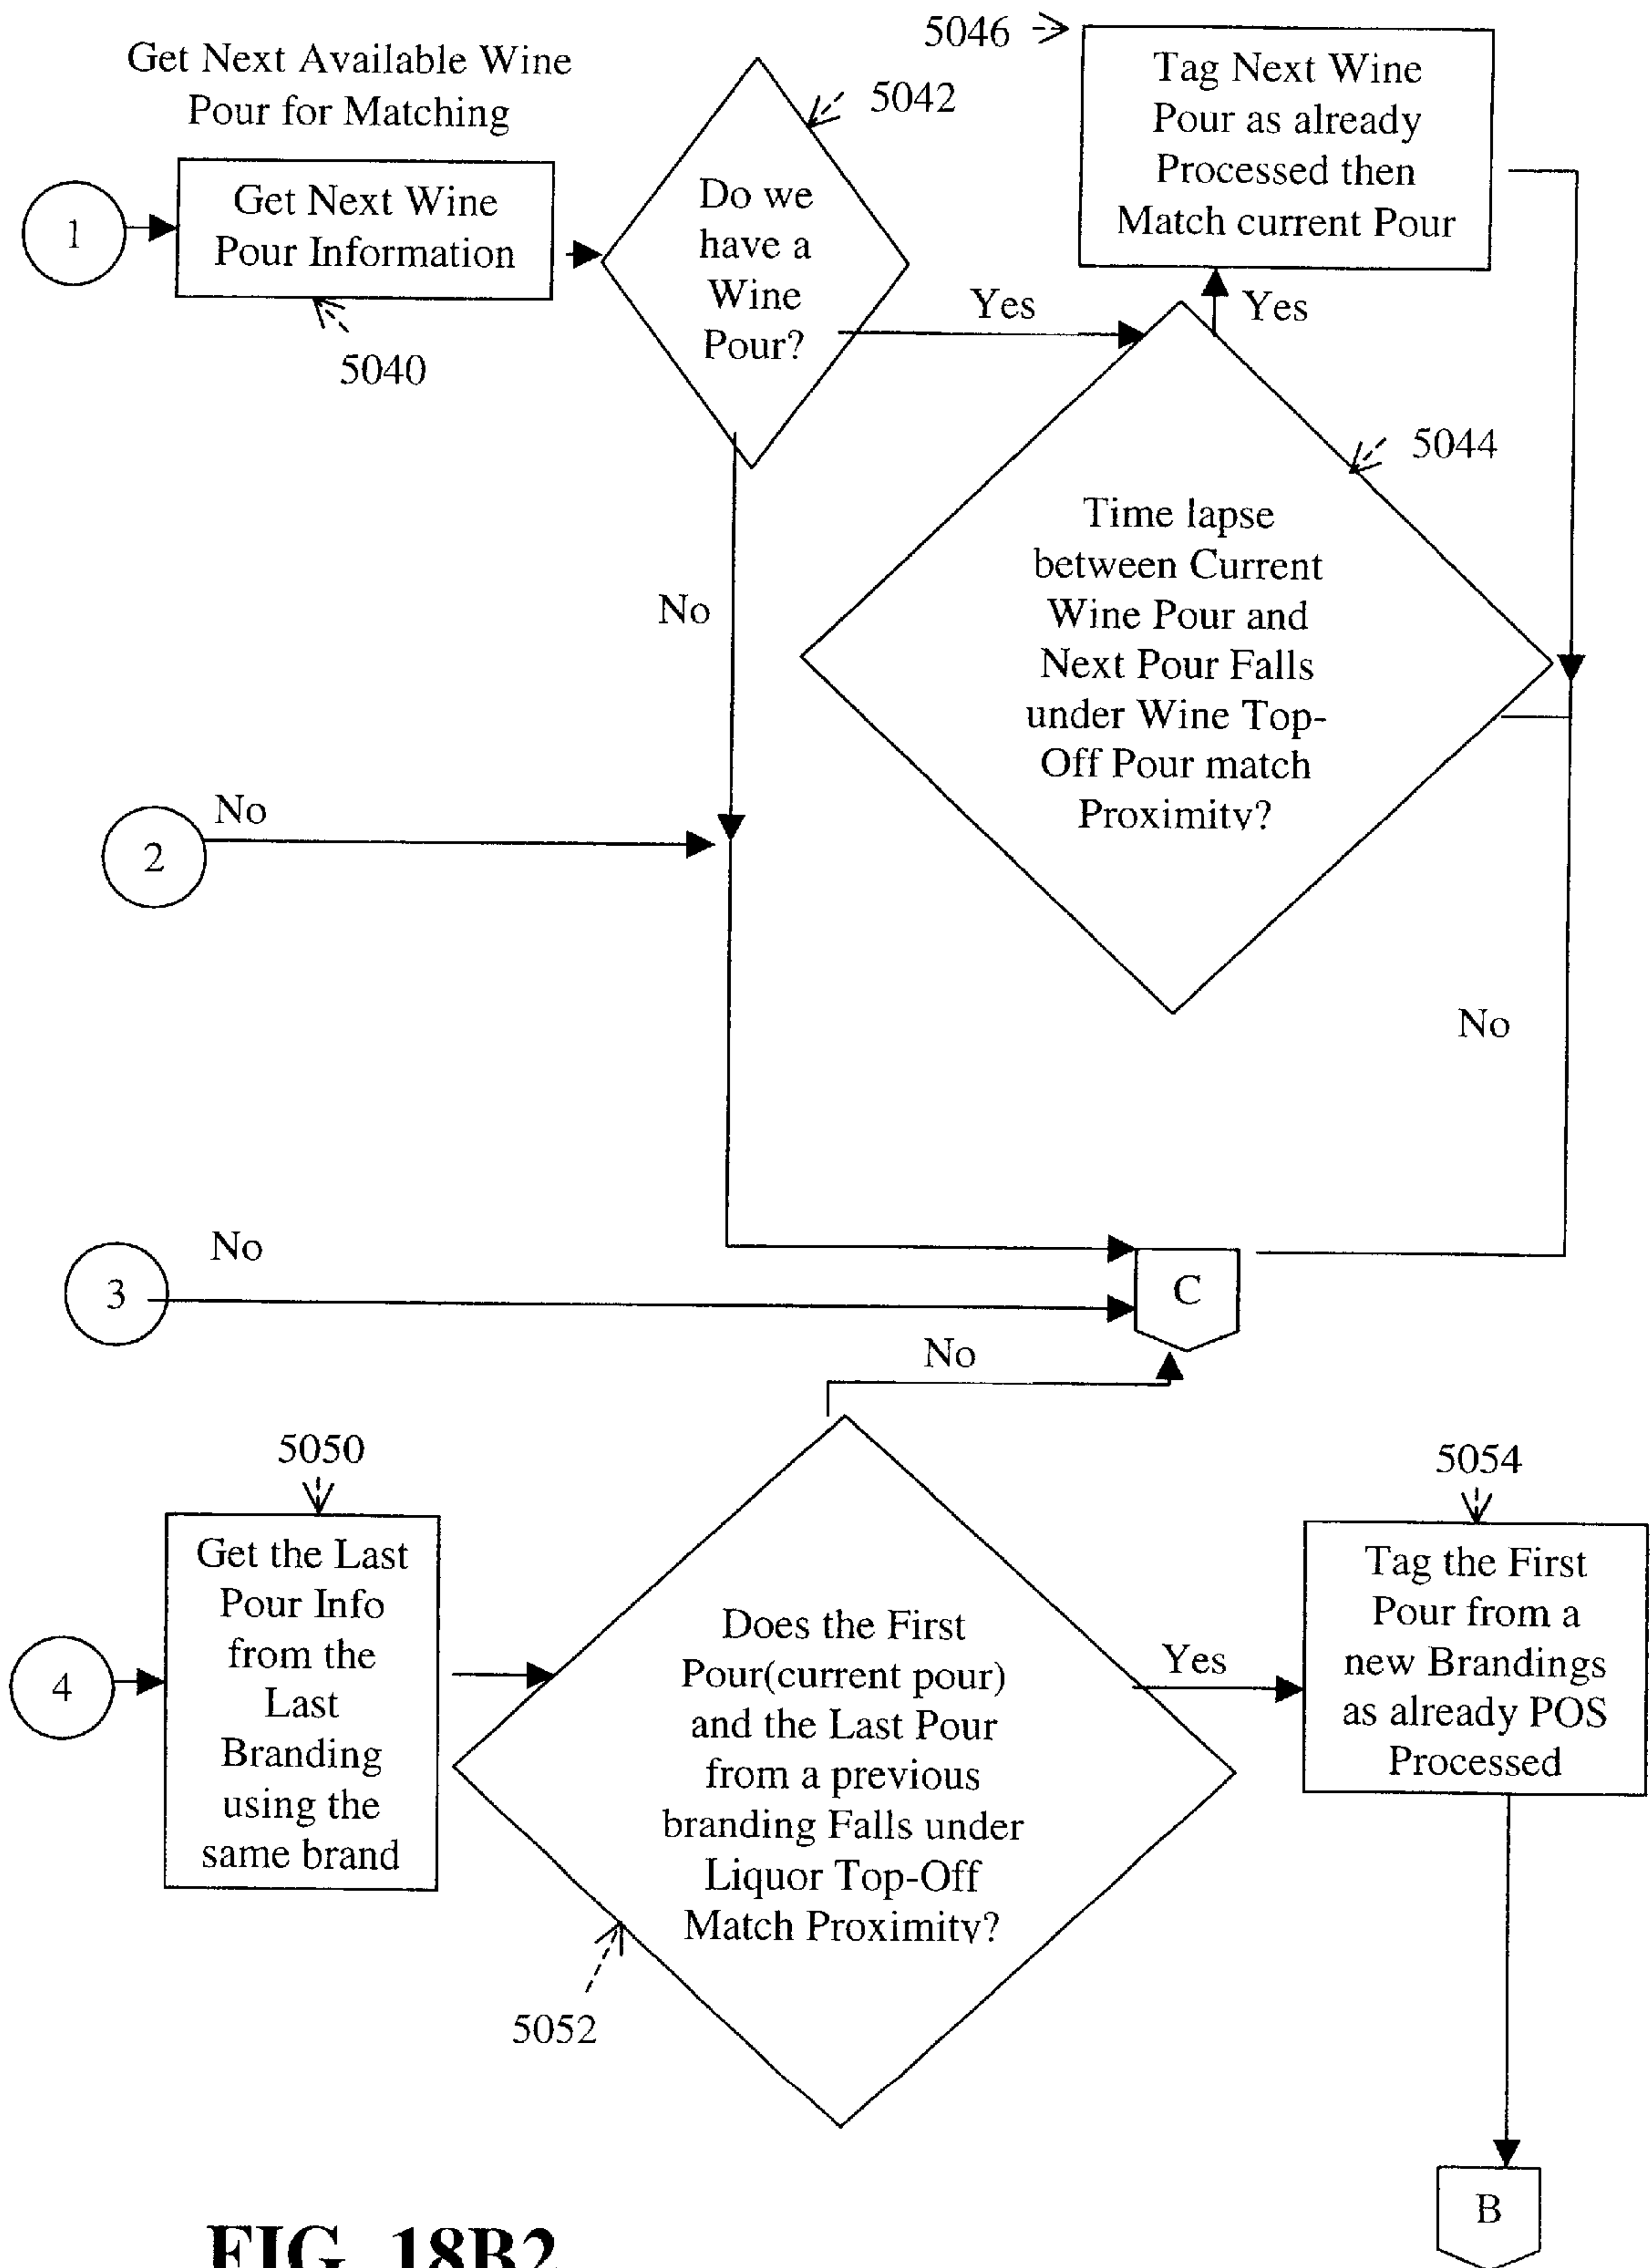 5046
Tag Next Wine
Pour as already
Processed then
Match current Pour
Get Next Available Wine
Pour for Matching
5042
1
Get Next Wine
Pour Information
5040
Do we
have a
Wine
Pour?
Yes
Yes
5044
Time lapse
between Current
Wine Pour and
Next Pour Falls
under Wine Top-
Off Pour match
Proximity?
No
2
No
No
3
No
C
No
5050
4
Get the Last
Pour Info
from the
Last
Branding
using the
same brand
Does the First
Pour(current pour)
and the Last Pour
from a previous
branding Falls under
Liquor Top-Off
Match Proximity?
5052
Yes
5054
Tag the First
Pour from a
new Brandings
as already POS
Processed
B
FIG. 18B2